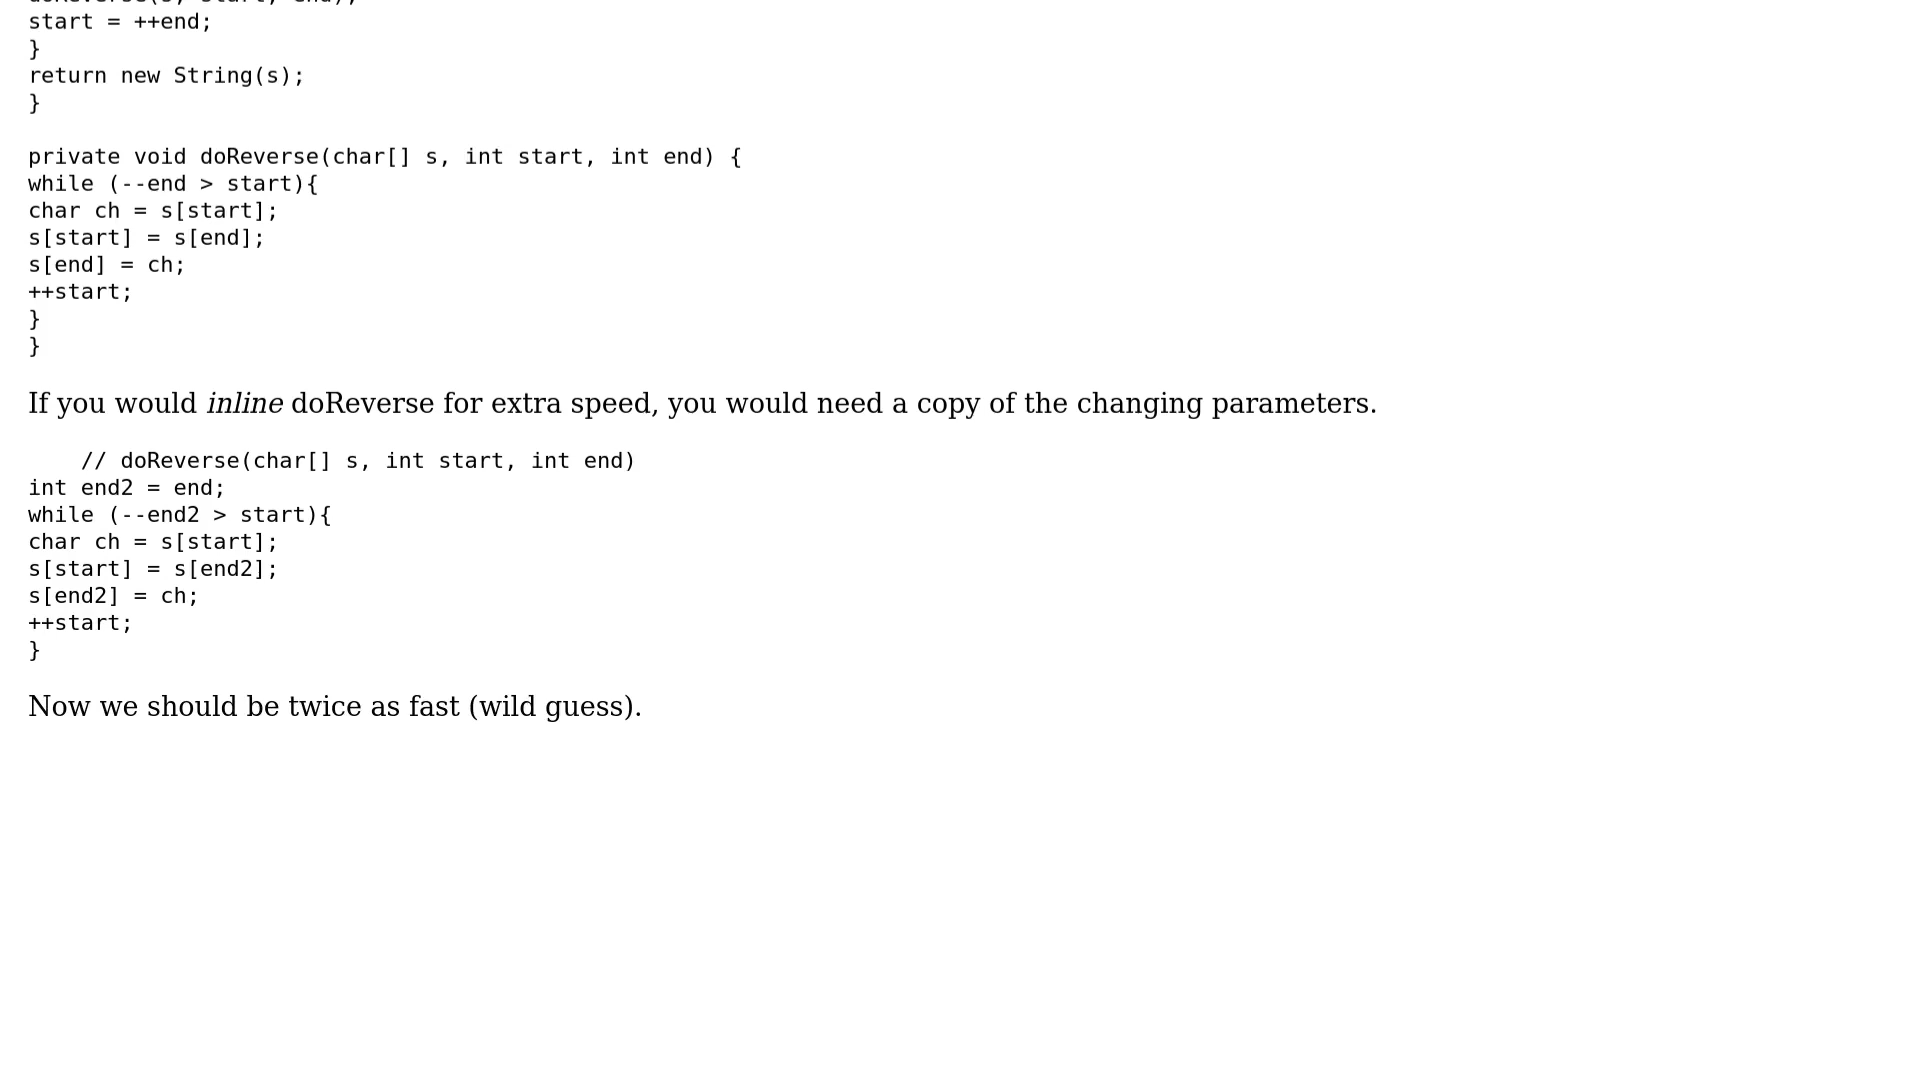 doReverse(s, start, end);
start = ++end;
}
return new String(s);
}

private void doReverse(char[] s, int start, int end) {
while (--end > start){
char ch = s[start];
s[start] = s[end];
s[end] = ch;
++start;
}
}

If you would inline doReverse for extra speed, you would need a copy of the changing parameters.

    // doReverse(char[] s, int start, int end)
int end2 = end;
while (--end2 > start){
char ch = s[start];
s[start] = s[end2];
s[end2] = ch;
++start;
}

Now we should be twice as fast (wild guess).